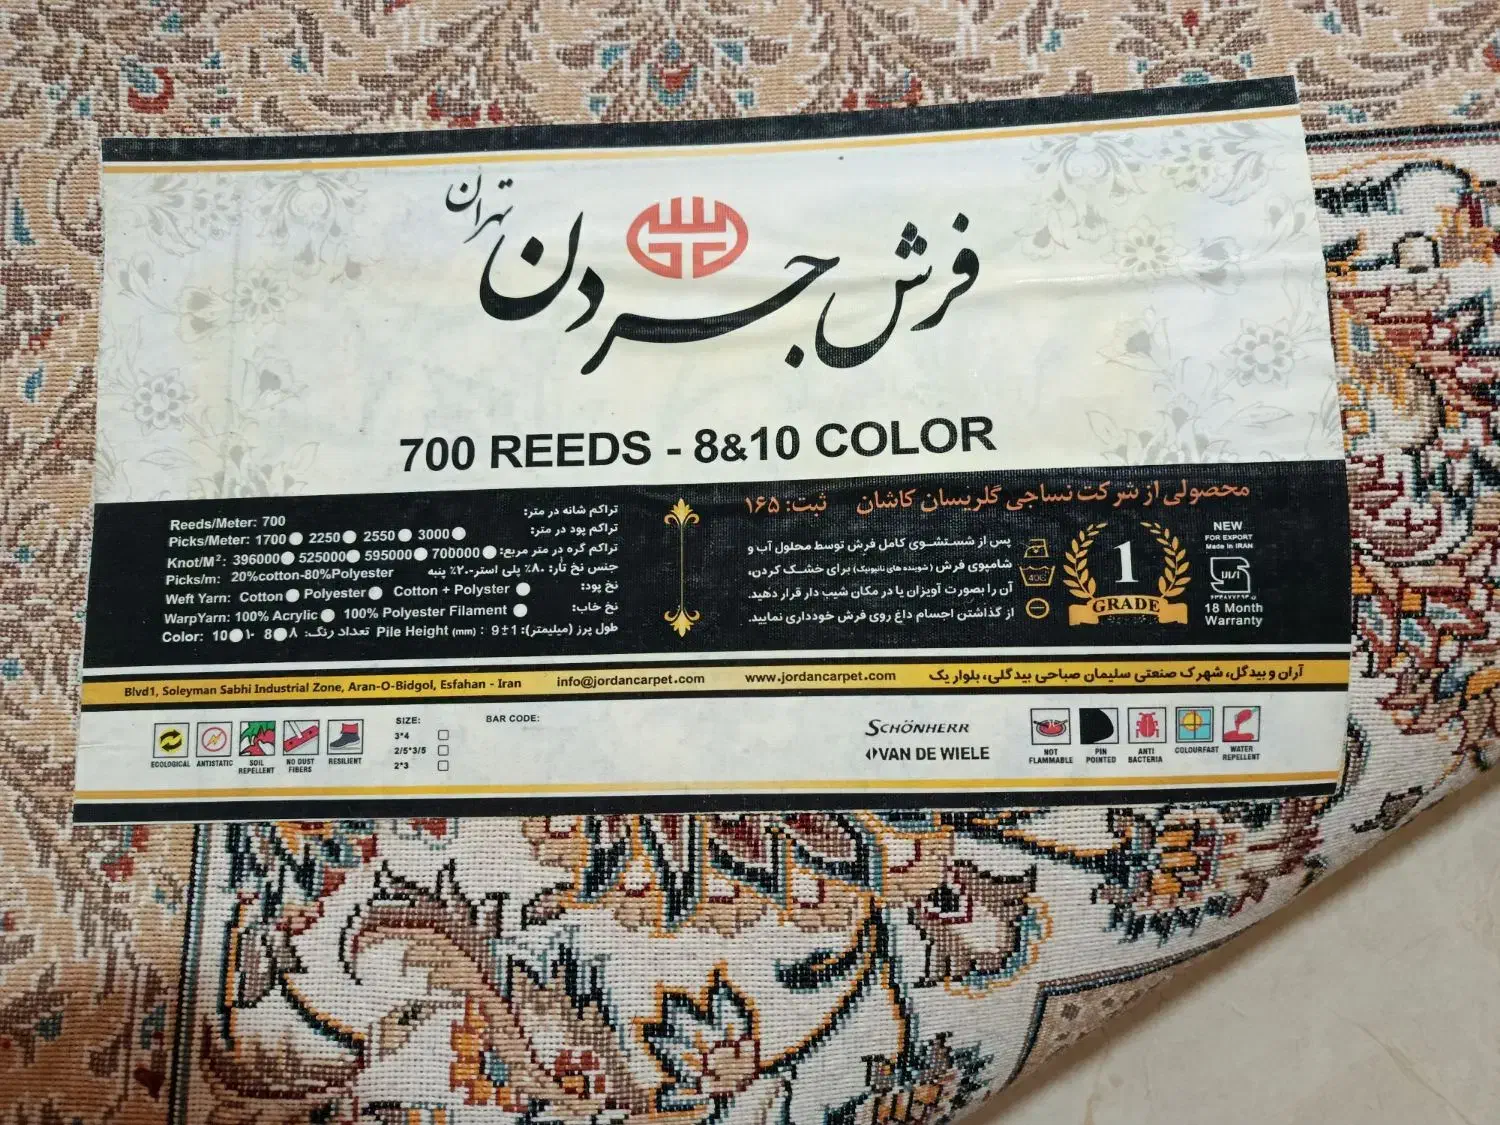 فرش جردن
تهران
700 REEDS - 8&10 COLOR
Reeds/Meter: 700 تراکم شانه در متر:
Picks/Meter: 1700 2250 2550 3000 تراکم پود در متر:
Knot/M²: 396000 525000 595000 700000 تراکم گره در متر مربع:
Picks/m: 20%cotton-80%Polyester جنس نخ تار: ۸۰٪ پلی استر-۲۰٪ پنبه
Weft Yarn: Cotton Polyester Cotton + Polyster نخ پود:
WarpYarn: 100% Acrylic 100% Polyester Filament نخ خاب:
Color: 10 ۱۰ 8 ۸ تعداد رنگ: Pile Height (mm) : 9±1 طول پرز (میلیمتر):
محصولی از شرکت نساجی گلریسان کاشان ثبت: ۱۶۵
پس از شستشوی کامل فرش توسط محلول آب و
شامپوی فرش (شوینده های نانیونیک) برای خشک کردن،
آن را بصورت آویزان یا در مکان شیب دار قرار دهید.
از گذاشتن اجسام داغ روی فرش خودداری نمایید.
40C
1
GRADE
NEW
FOR EXPORT
Made in IRAN
18 Month
Warranty
Blvd1, Soleyman Sabhi Industrial Zone, Aran-O-Bidgol, Esfahan - Iran info@jordancarpet.com www.jordancarpet.com آران و بیدگل، شهرک صنعتی سلیمان صباحی بیدگلی، بلوار یک
ECOLOGICAL
ANTISTATIC
SOIL
REPELLENT
NO DUST
FIBERS
RESILIENT
SIZE:
3*4
2/5*3/5
2*3
BAR CODE:
SCHÖNHERR
VAN DE WIELE
NOT
FLAMMABLE
PIN
POINTED
ANTI
BACTERIA
COLOURFAST
WATER
REPELLENT